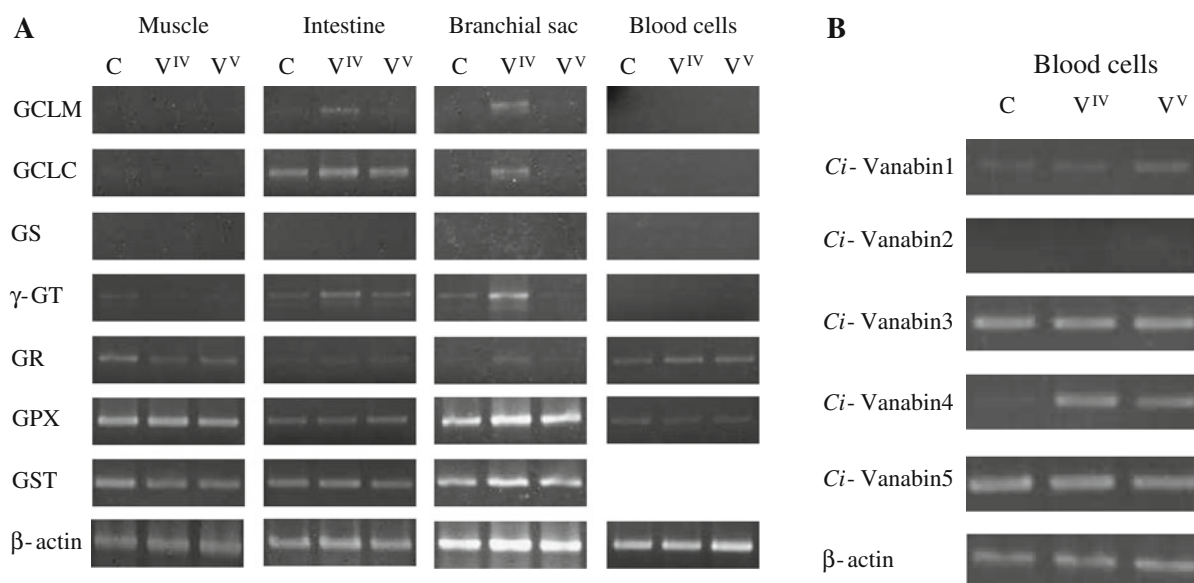 A
Muscle Intestine Branchial sac Blood cells
C V^IV V^V C V^IV V^V C V^IV V^V C V^IV V^V
GCLM
GCLC
GS
γ-GT
GR
GPX
GST
β-actin
B
Blood cells
C V^IV V^V
Ci-Vanabin1
Ci-Vanabin2
Ci-Vanabin3
Ci-Vanabin4
Ci-Vanabin5
β-actin